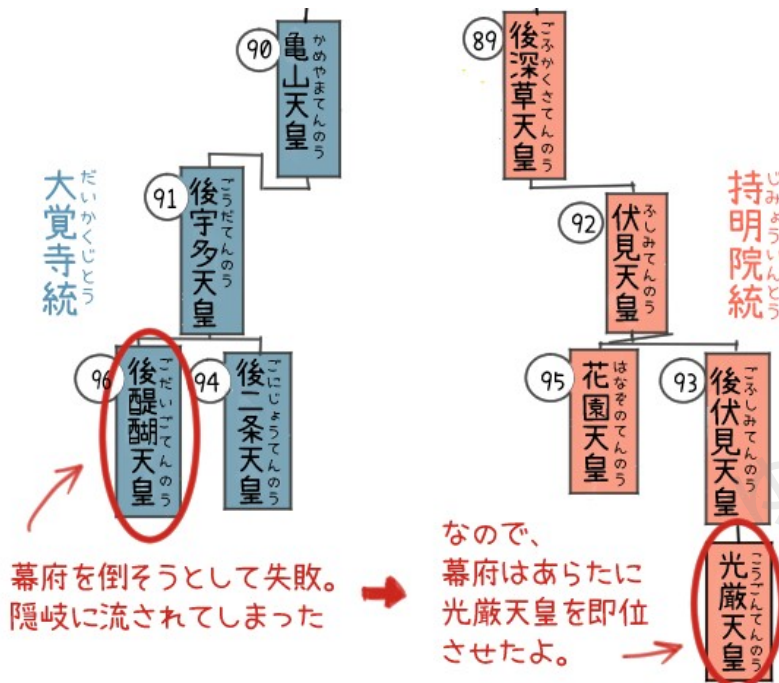 90
亀山天皇
かめやまてんのう
89
後深草天皇
ごふかくさてんのう
大覚寺統
だいかくじとう
91
後宇多天皇
ごうだてんのう
92
伏見天皇
ふしみてんのう
持明院統
じみょういんとう
96
後醍醐天皇
ごだいごてんのう
94
後二条天皇
ごにじょうてんのう
95
花園天皇
はなぞのてんのう
93
後伏見天皇
ごふしみてんのう
幕府を倒そうとして失敗。
隠岐に流されてしまった
なので、
幕府はあらたに
光厳天皇を即位
させたよ。
光厳天皇
こうごんてんのう